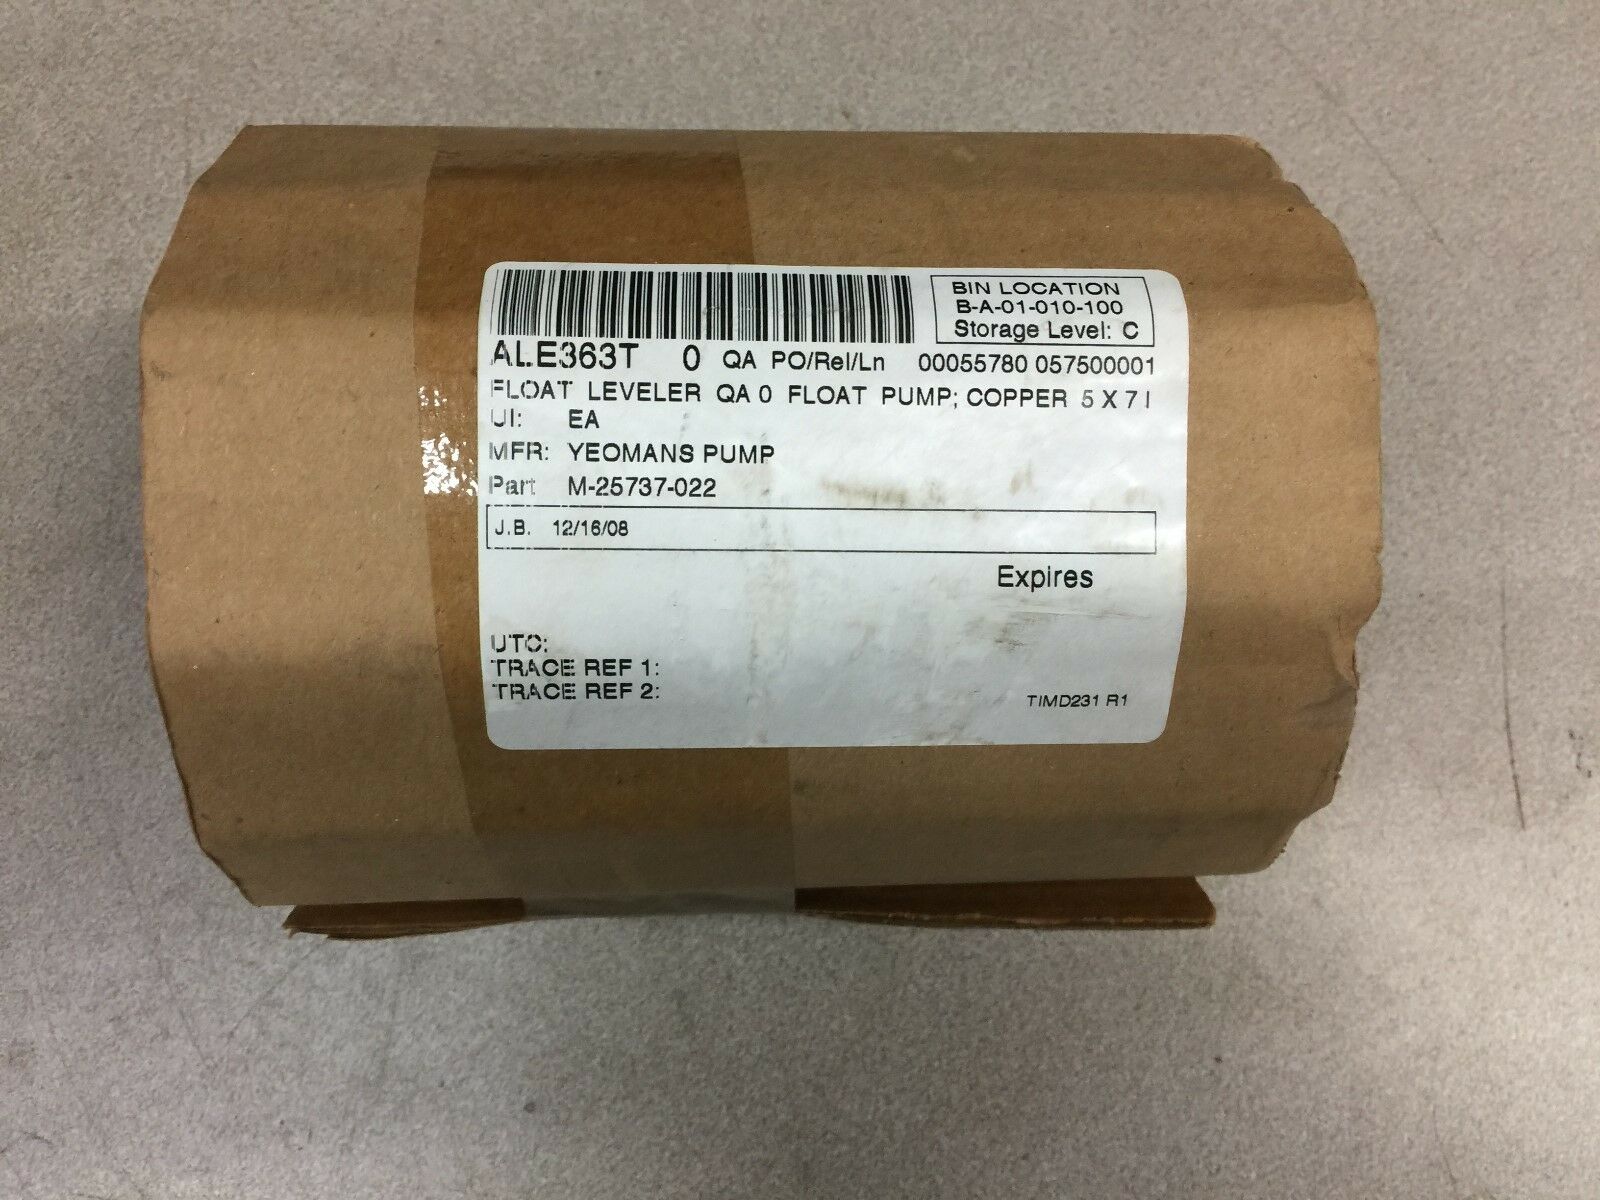 BIN LOCATION
B-A-01-010-100
Storage Level: C
ALE363T 0 QA PO/Rel/Ln 00055780 057500001
FLOAT LEVELER QA 0 FLOAT PUMP; COPPER 5 X 7 I
UI: EA
MFR: YEOMANS PUMP
Part M-25737-022
J.B. 12/16/08
Expires
UTC:
TRACE REF 1:
TRACE REF 2:
TIMD231 R1